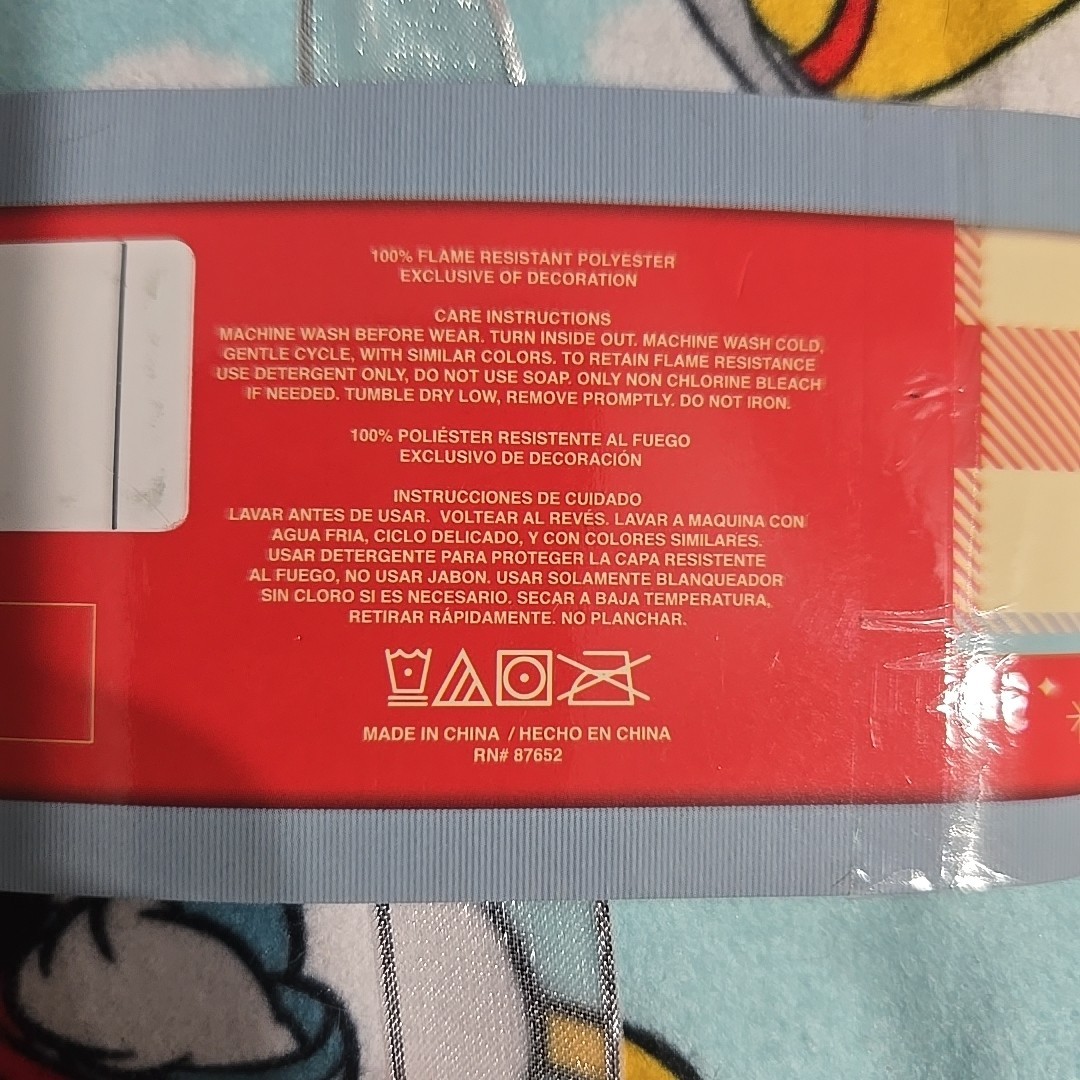 100% FLAME RESISTANT POLYESTER
EXCLUSIVE OF DECORATION
CARE INSTRUCTIONS
MACHINE WASH BEFORE WEAR. TURN INSIDE OUT. MACHINE WASH COLD,
GENTLE CYCLE, WITH SIMILAR COLORS. TO RETAIN FLAME RESISTANCE
USE DETERGENT ONLY, DO NOT USE SOAP. ONLY NON CHLORINE BLEACH
IF NEEDED. TUMBLE DRY LOW, REMOVE PROMPTLY. DO NOT IRON.
100% POLIÉSTER RESISTENTE AL FUEGO
EXCLUSIVO DE DECORACIÓN
INSTRUCCIONES DE CUIDADO
LAVAR ANTES DE USAR. VOLTEAR AL REVÉS. LAVAR A MAQUINA CON
AGUA FRIA, CICLO DELICADO, Y CON COLORES SIMILARES.
USAR DETERGENTE PARA PROTEGER LA CAPA RESISTENTE
AL FUEGO, NO USAR JABON. USAR SOLAMENTE BLANQUEADOR
SIN CLORO SI ES NECESARIO. SECAR A BAJA TEMPERATURA,
RETIRAR RÁPIDAMENTE. NO PLANCHAR.
MADE IN CHINA / HECHO EN CHINA
RN# 87652